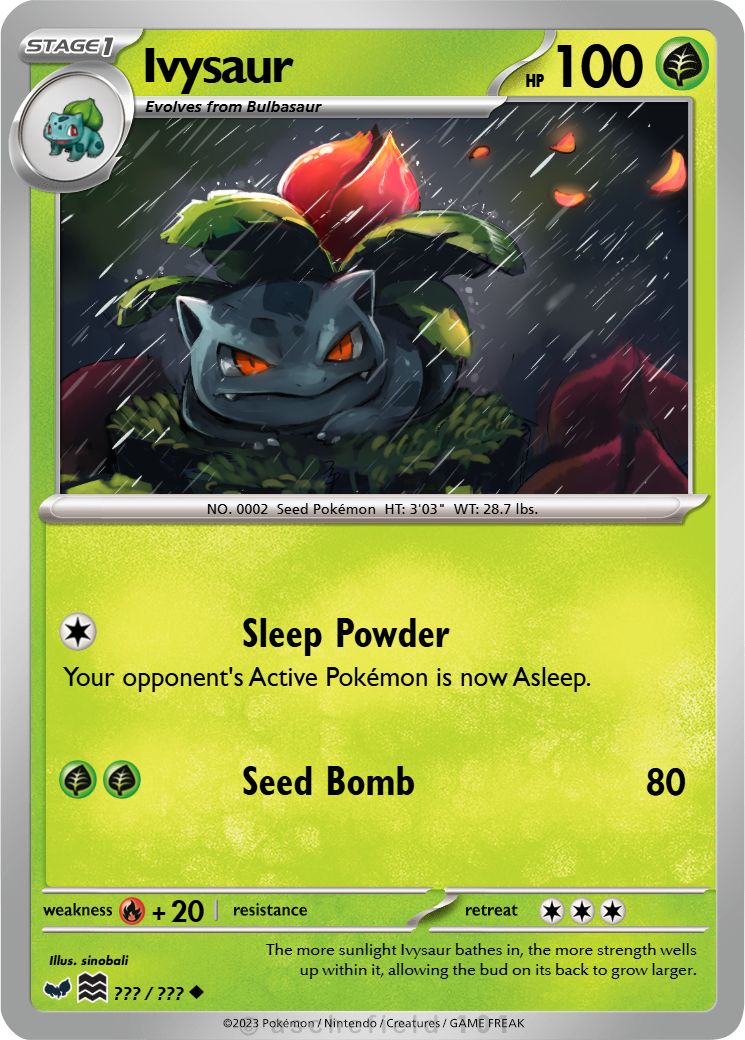 STAGE1
Ivysaur
HP 100
Evolves from Bulbasaur
NO. 0002 Seed Pokémon HT: 3'03" WT: 28.7 lbs.
Sleep Powder
Your opponent's Active Pokémon is now Asleep.
Seed Bomb 80
weakness + 20 resistance retreat
Illus. sinobali
The more sunlight Ivysaur bathes in, the more strength wells
up within it, allowing the bud on its back to grow larger.
??? / ???
©2023 Pokémon / Nintendo / Creatures / GAME FREAK